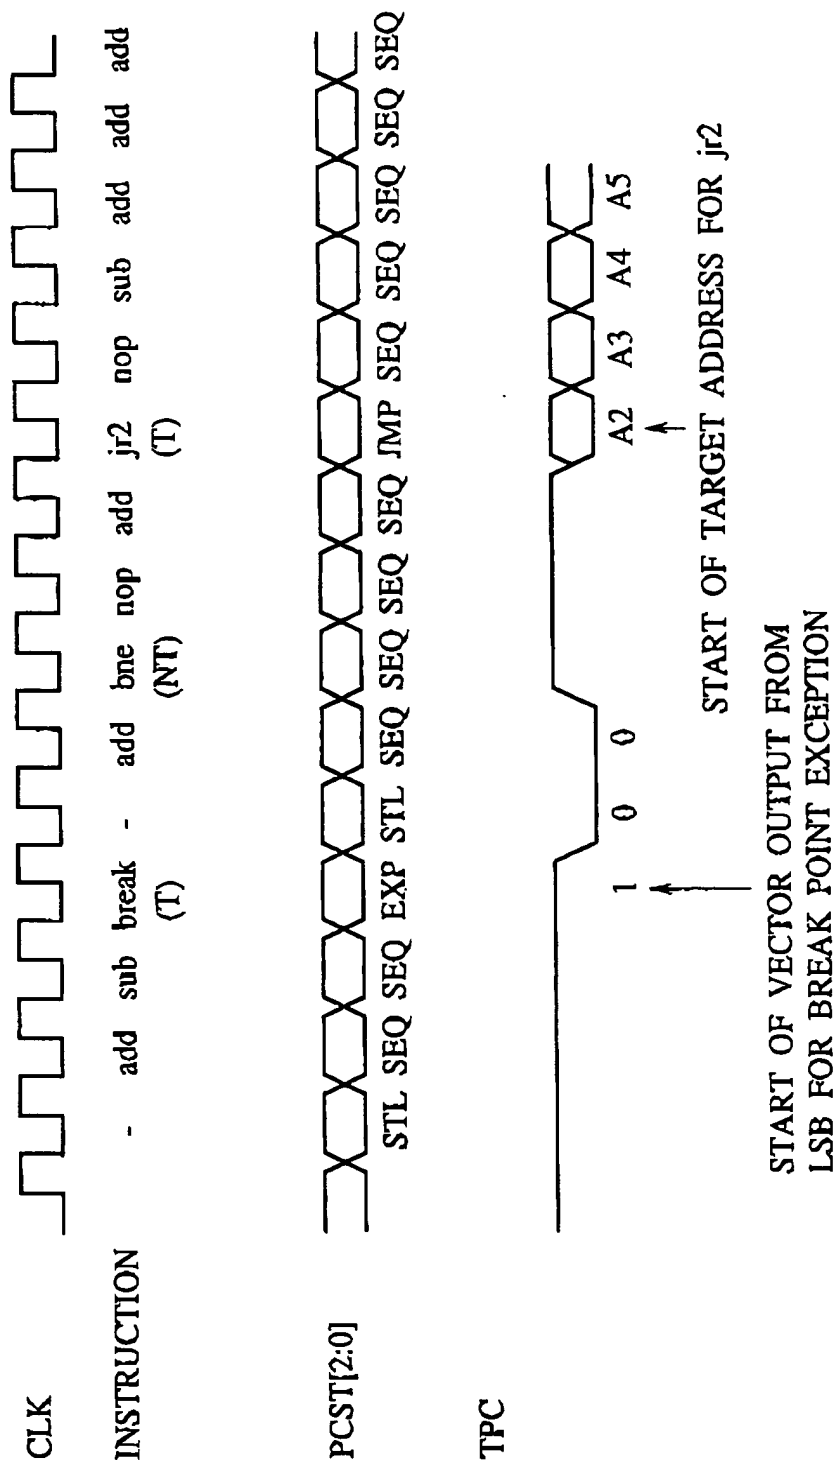 CLK
INSTRUCTION - add sub break - - add bne nop add jr2 nop sub add add add
(T) (NT) (T)
PCST[2:0]
STL SEQ SEQ EXP STL SEQ SEQ SEQ SEQ JMP SEQ SEQ SEQ SEQ SEQ
TPC
1 0 0 A2 A3 A4 A5
START OF TARGET ADDRESS FOR jr2
START OF VECTOR OUTPUT FROM
LSB FOR BREAK POINT EXCEPTION